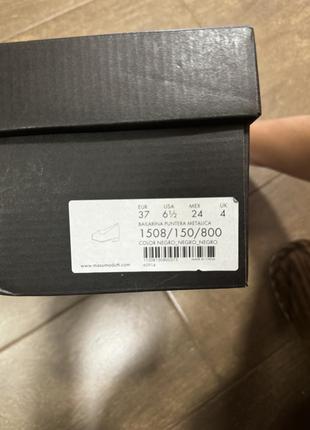 EUR USA MEX UK
37 6½ 24 4
BAILARINA PUNTERA METALICA
1508/150/800
COLOR NEGRO_NEGRO_NEGRO
www.massimodutti.com